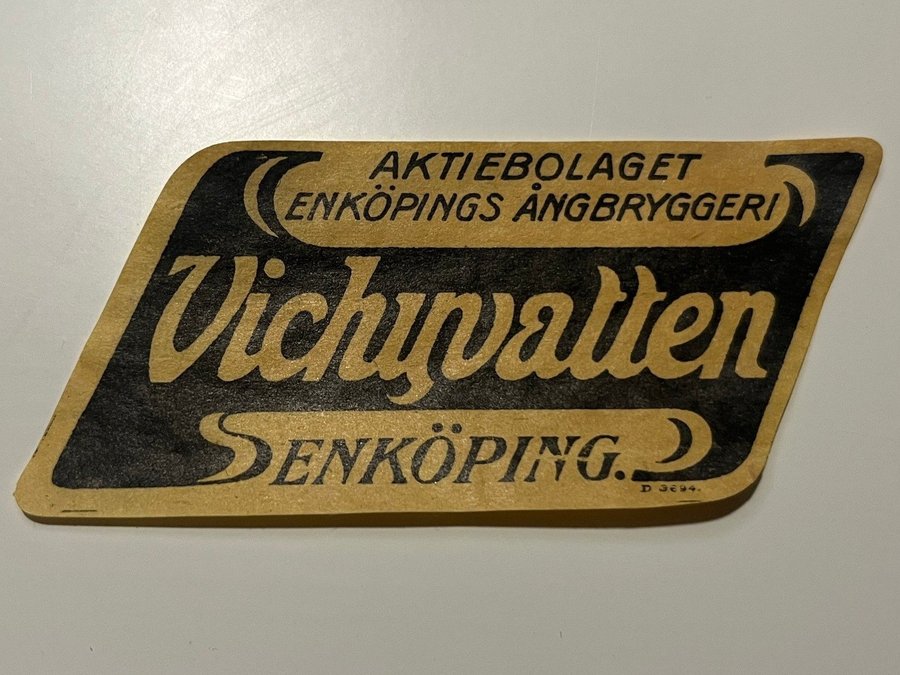 AKTIEBOLAGET
ENKÖPINGS ÅNGBRYGGERI
Vichyvatten
ENKÖPING.
D 3694.